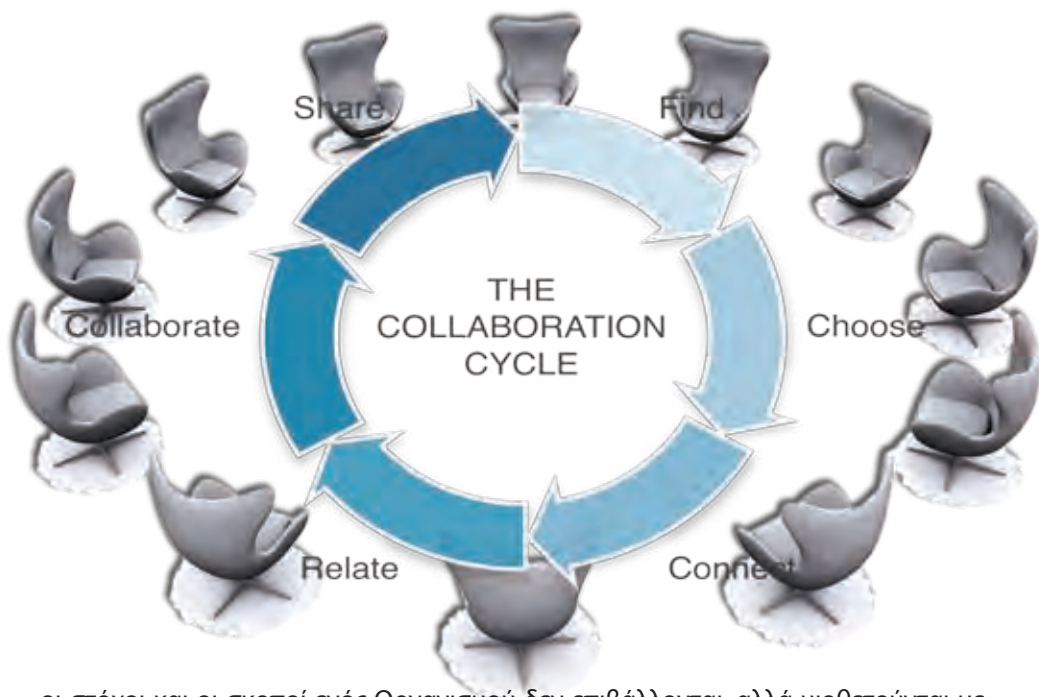 Share
Find
THE
COLLABORATION
CYCLE
Collaborate
Choose
Relate
Connect
οι στόχοι και οι σκοποί ενός Οργανισμού δεν επιβάλλονται, αλλά υιοθετούνται με